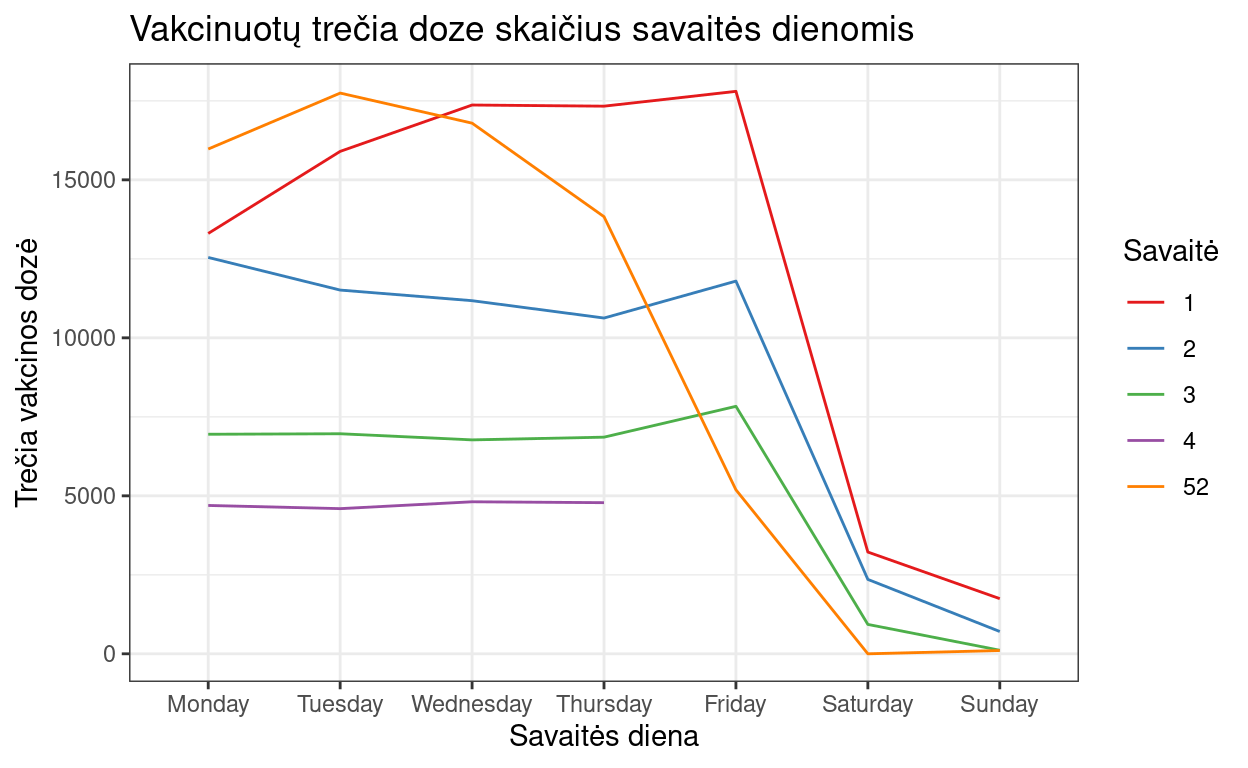 Vakcinuotų trečia doze skaičius savaitės dienomis
Trečia vakcinos dozė
15000
10000
5000
0
Monday
Tuesday
Wednesday
Thursday
Friday
Saturday
Sunday
Savaitės diena
Savaitė
1
2
3
4
52